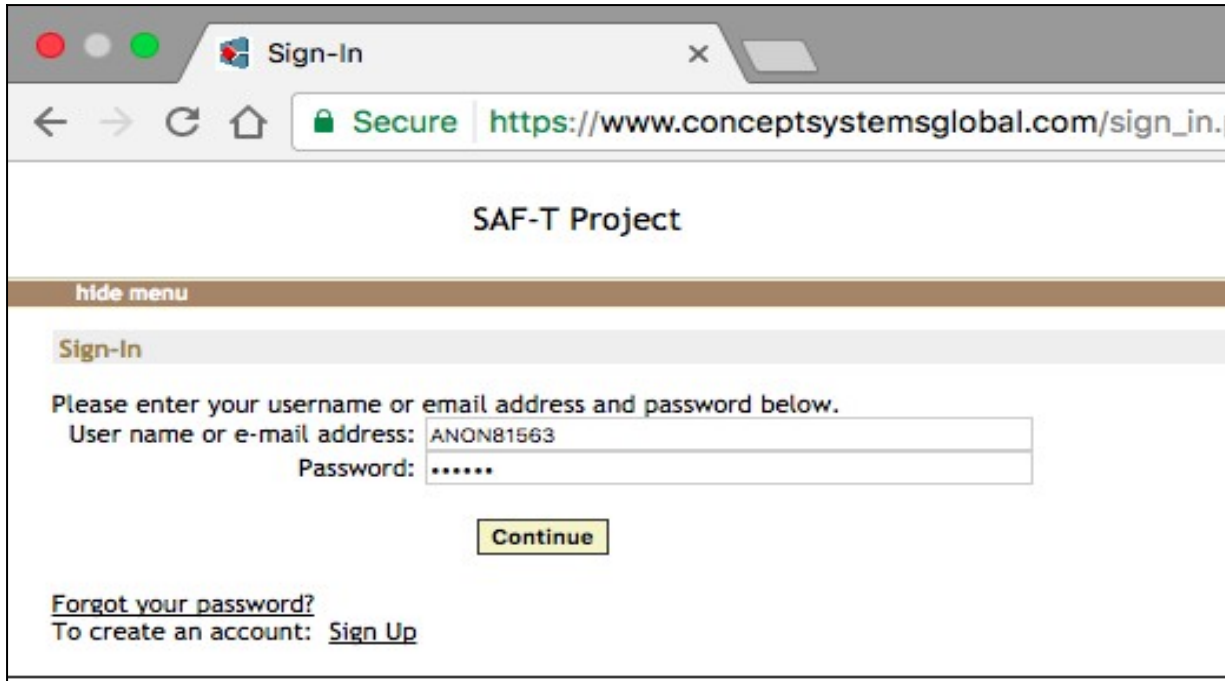 Sign-In
Secure https://www.conceptsystemsglobal.com/sign_in.
SAF-T Project
hide menu
Sign-In
Please enter your username or email address and password below.
User name or e-mail address: ANON81563
Password: ••••••
Continue
Forgot your password?
To create an account: Sign Up